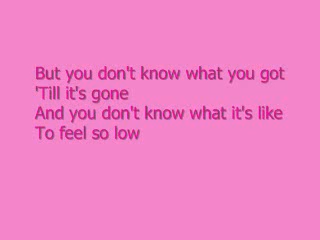 But you don't know what you got
'Till it's gone
And you don't know what it's like
To feel so low